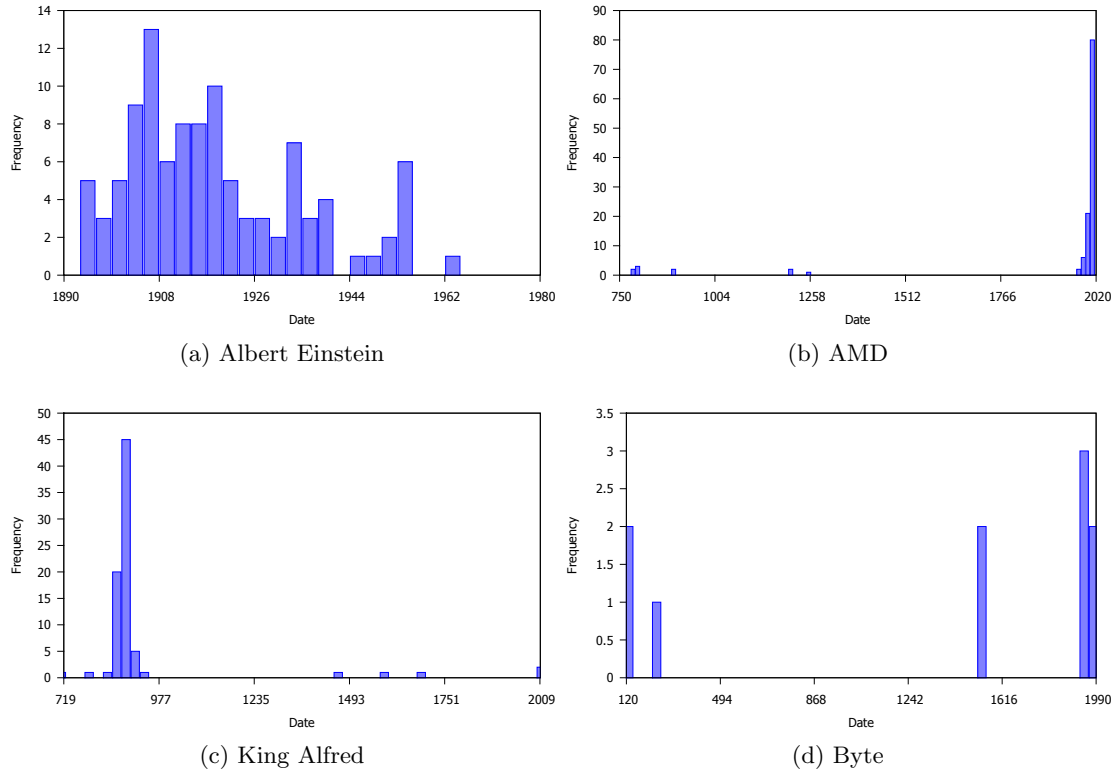 14
12
10
8
6
4
2
0
Frequency
1890 1908 1926 1944 1962 1980
Date
(a) Albert Einstein
90
80
70
60
50
40
30
20
10
0
Frequency
750 1004 1258 1512 1766 2020
Date
(b) AMD
50
45
40
35
30
25
20
15
10
5
0
Frequency
719 977 1235 1493 1751 2009
Date
(c) King Alfred
3.5
3
2.5
2
1.5
1
0.5
0
Frequency
120 494 868 1242 1616 1990
Date
(d) Byte